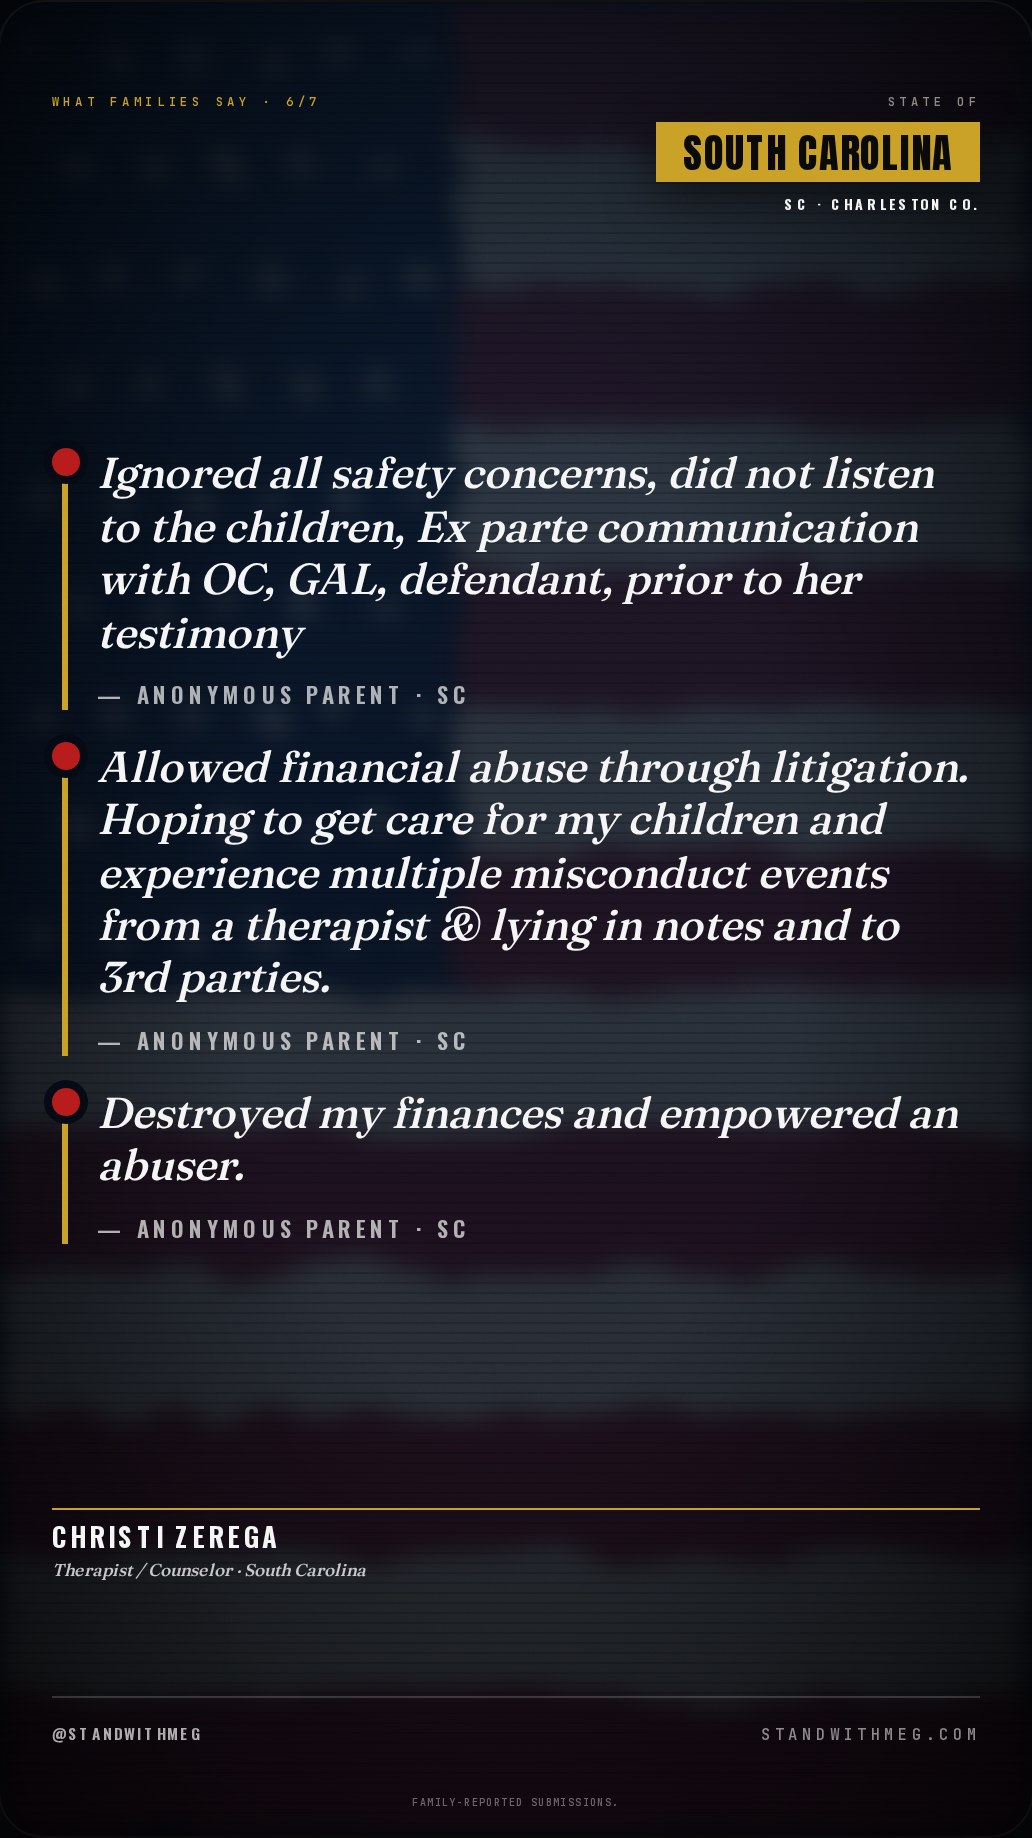 WHAT FAMILIES SAY · 6/7
STATE OF
SOUTH CAROLINA
SC · CHARLESTON CO.
Ignored all safety concerns, did not listen
to the children, Ex parte communication
with OC, GAL, defendant, prior to her
testimony
— ANONYMOUS PARENT · SC
Allowed financial abuse through litigation.
Hoping to get care for my children and
experience multiple misconduct events
from a therapist & lying in notes and to
3rd parties.
— ANONYMOUS PARENT · SC
Destroyed my finances and empowered an
abuser.
— ANONYMOUS PARENT · SC
CHRISTI ZEREGA
Therapist / Counselor · South Carolina
@STANDWITHMEG
STANDWITHMEG.COM
FAMILY-REPORTED SUBMISSIONS.